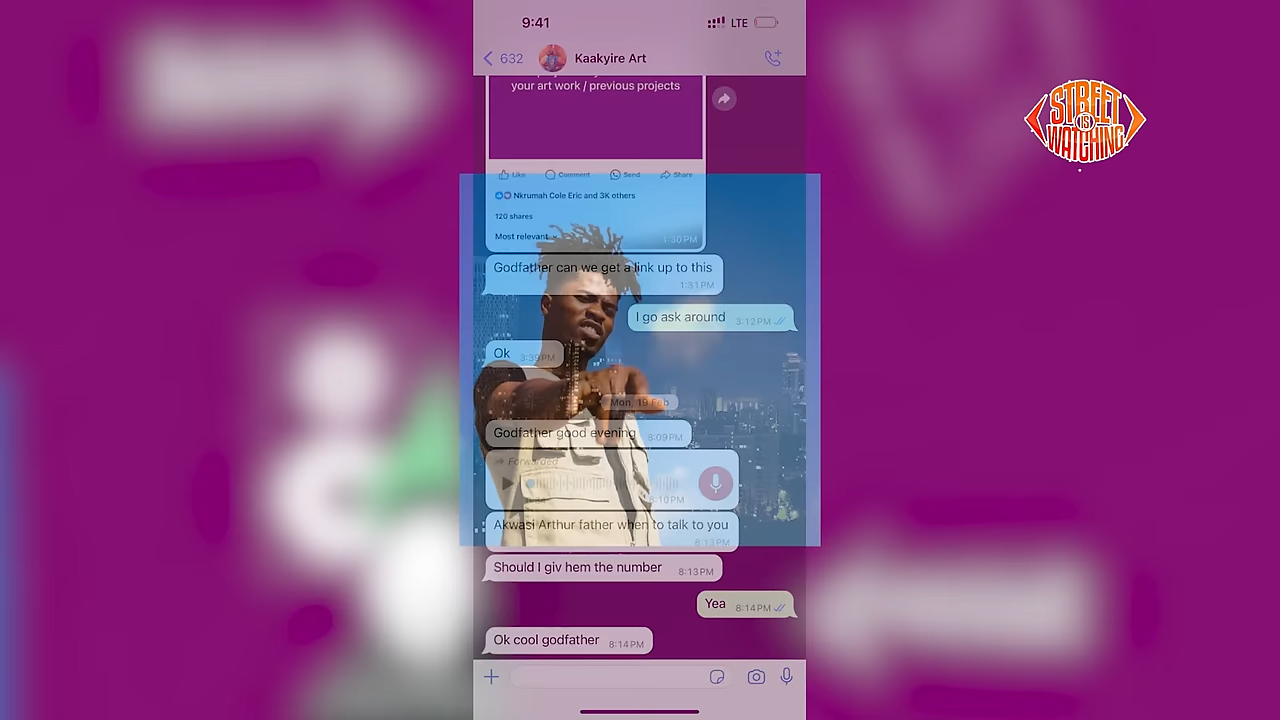 9:41
LTE
632
Kaakyire Art
your art work / previous projects
STREET
IS
WATCHING
Like
Comment
Send
Share
Nkrumah Cole Eric and 3K others
120 shares
Most relevant
1:30 PM
Godfather can we get a link up to this
1:31 PM
I go ask around
3:12 PM
Ok
3:39 PM
Mon, 19 Feb
Godfather good evening
8:09 PM
Forwarded
8:10 PM
Akwasi Arthur father when to talk to you
8:13 PM
Should I giv hem the number
8:13 PM
Yea
8:14 PM
Ok cool godfather
8:14 PM